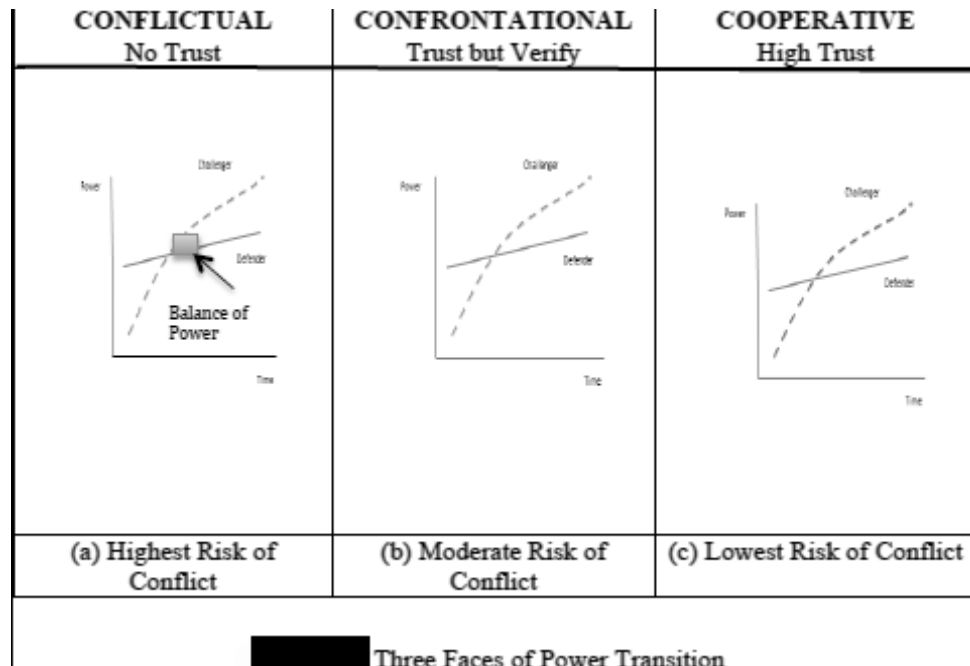 CONFLICTUAL
No Trust
CONFRONTATIONAL
Trust but Verify
COOPERATIVE
High Trust
Challenger
Power
Defender
Balance of
Power
Time
Challenger
Power
Defender
Time
Challenger
Power
Defender
Time
(a) Highest Risk of
Conflict
(b) Moderate Risk of
Conflict
(c) Lowest Risk of Conflict
Three Faces of Power Transition